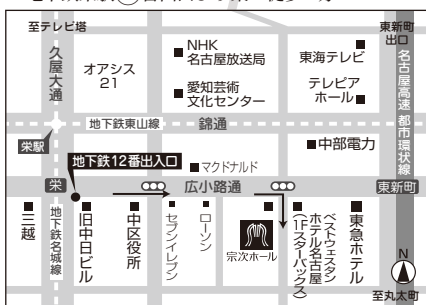 至テレビ塔
久屋大通
オアシス
21
NHK
名古屋放送局
愛知芸術
文化センター
東海テレビ
テレピア
ホール
東新町
出口
名古屋高速 都市環状線
地下鉄東山線
錦通
栄駅
中部電力
地下鉄12番出入口
マクドナルド
栄
広小路通
東新町
三越
地下鉄名城線
旧中日ビル
中区役所
セブンイレブン
ローソン
宗次ホール
ベストウェスタン
ホテル名古屋
(1Fスターバックス)
東急ホテル
N
至丸太町